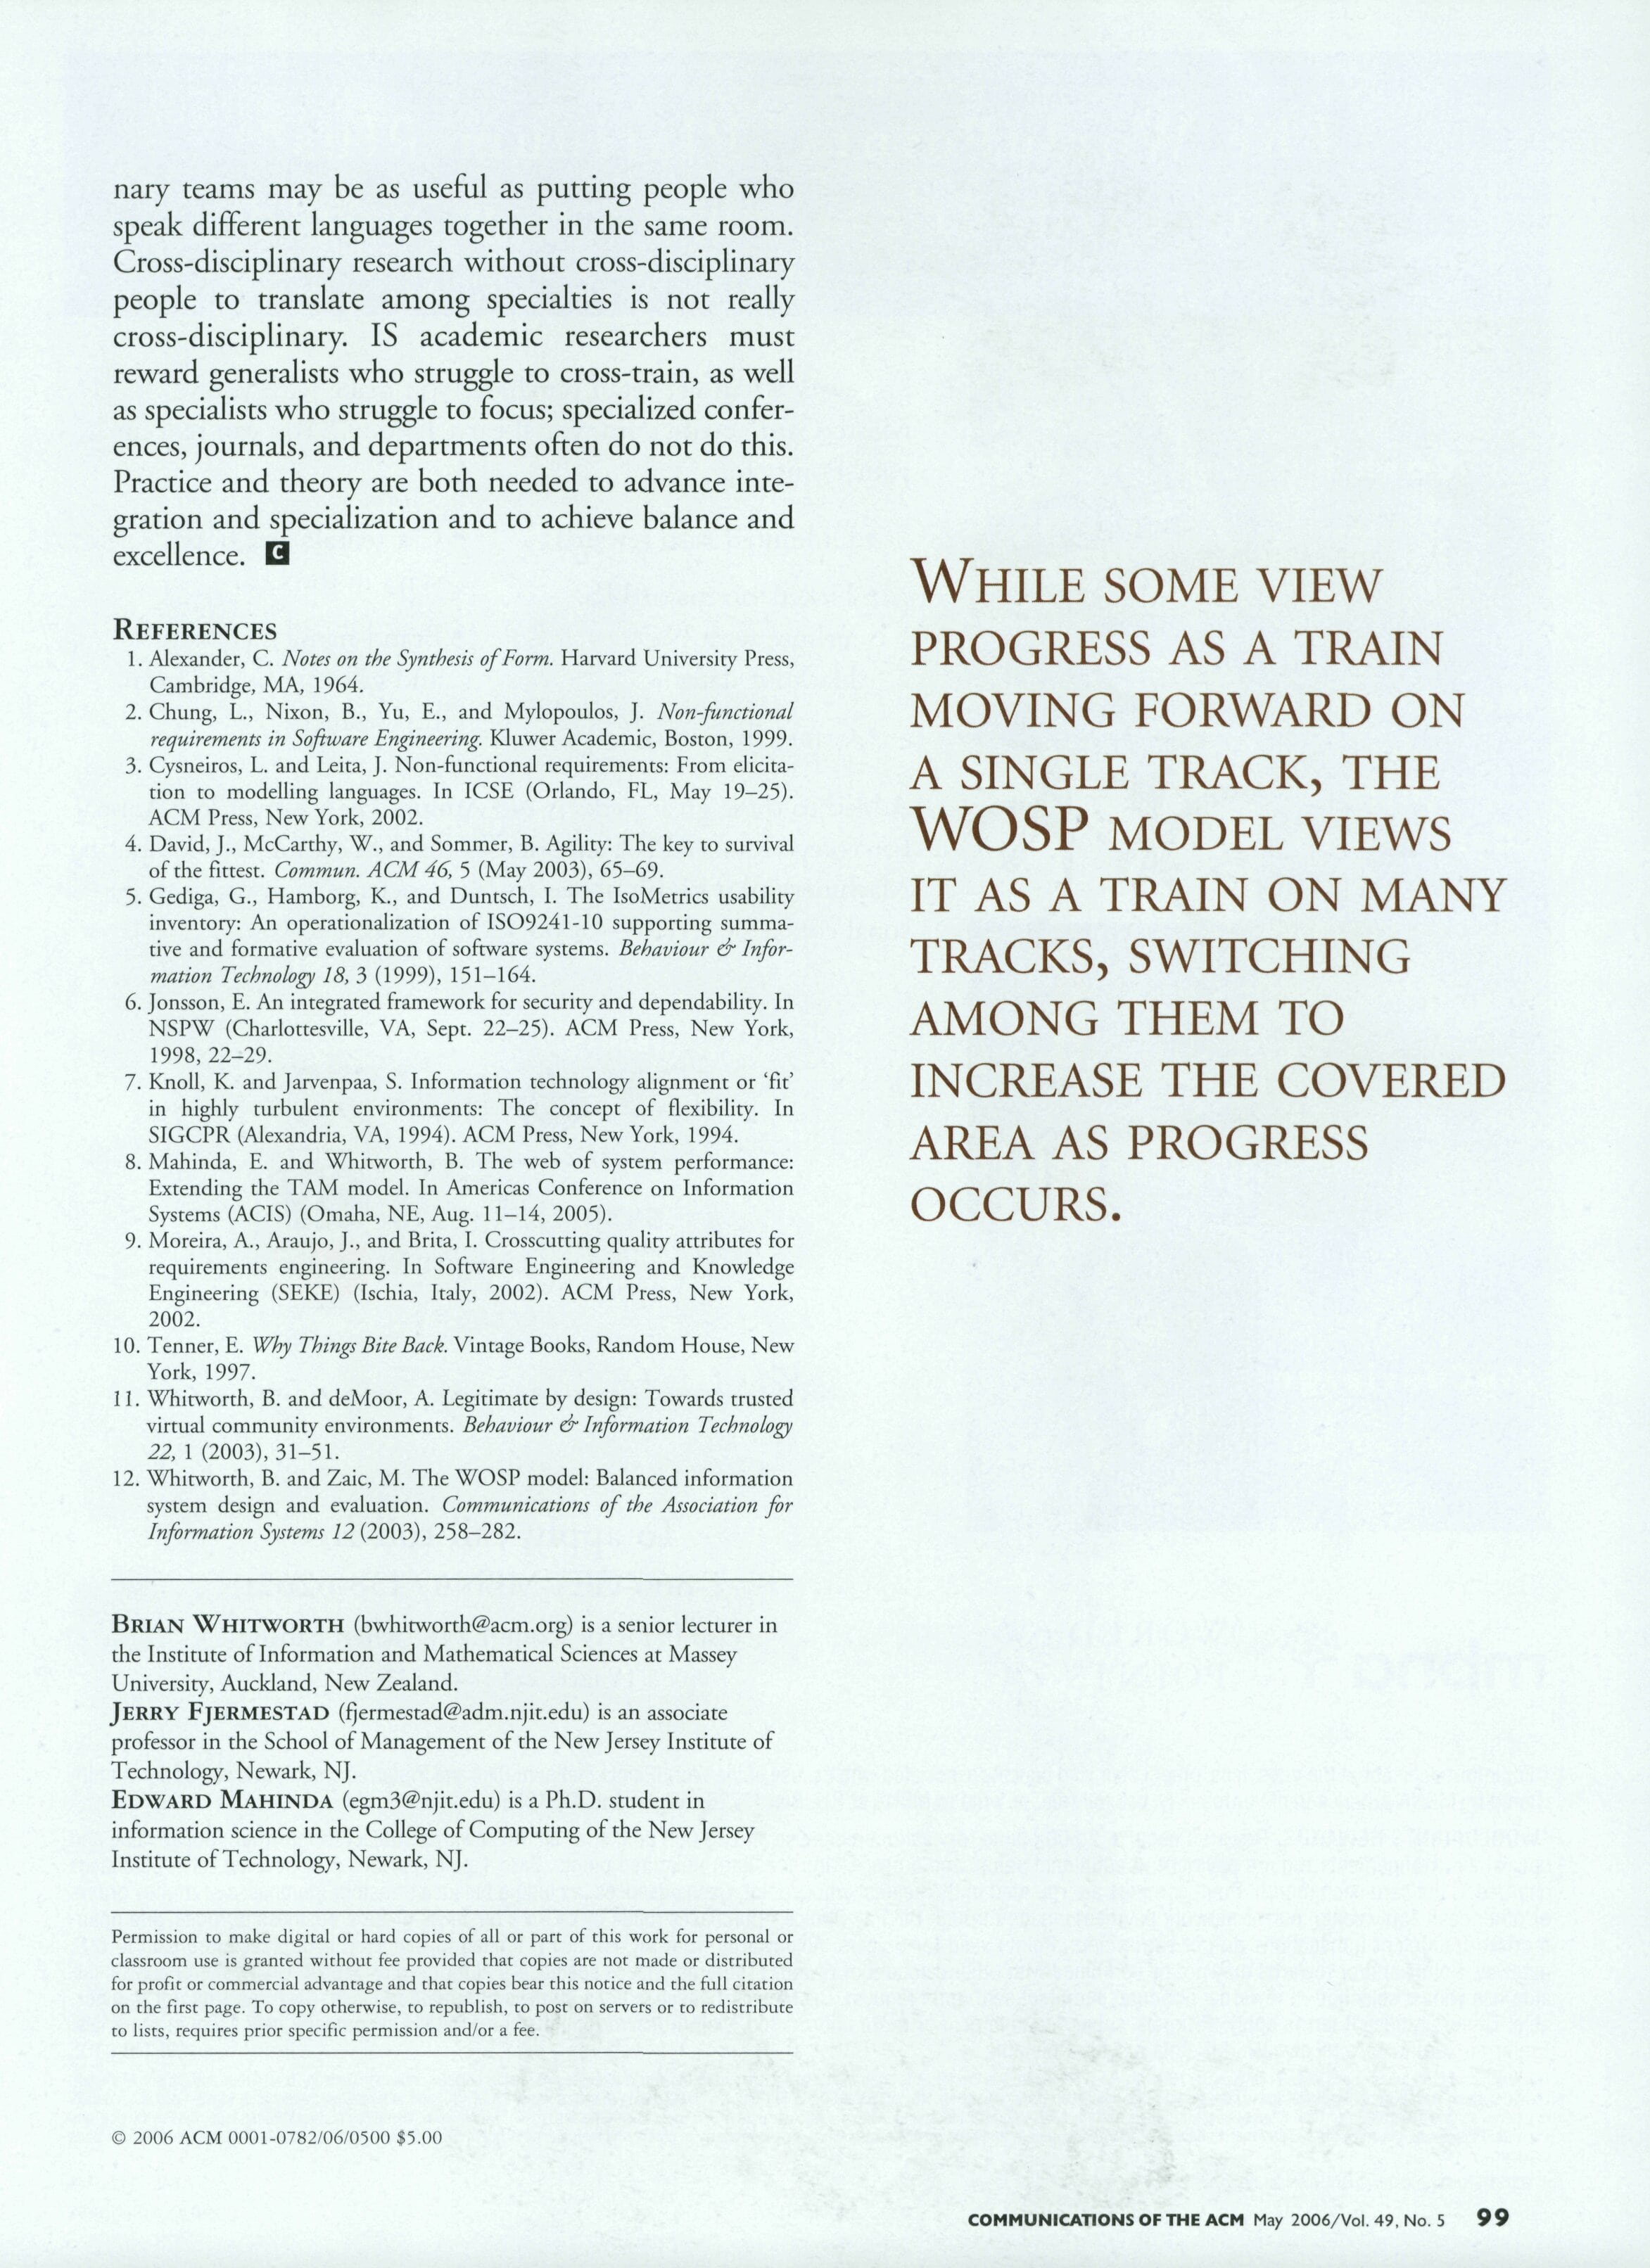 nary teams may be as useful as putting people who
speak different languages together in the same room.
Cross-disciplinary research without cross-disciplinary
people to translate among specialties is not really
cross-disciplinary. IS academic researchers must
reward generalists who struggle to cross-train, as well
as specialists who struggle to focus; specialized confer-
ences, journals, and departments often do not do this.
Practice and theory are both needed to advance inte-
gration and specialization and to achieve balance and
excellence. C
REFERENCES
1. Alexander, C. Notes on the Synthesis of Form. Harvard University Press,
Cambridge, MA, 1964.
2. Chung, L., Nixon, B., Yu, E., and Mylopoulos, J. Non-functional
requirements in Software Engineering. Kluwer Academic, Boston, 1999.
3. Cysneiros, L. and Leita, J. Non-functional requirements: From elicita-
tion to modelling languages. In ICSE (Orlando, FL, May 19–25).
ACM Press, New York, 2002.
4. David, J., McCarthy, W., and Sommer, B. Agility: The key to survival
of the fittest. Commun. ACM 46, 5 (May 2003), 65–69.
5. Gediga, G., Hamborg, K., and Duntsch, I. The IsoMetrics usability
inventory: An operationalization of ISO9241-10 supporting summa-
tive and formative evaluation of software systems. Behaviour & Infor-
mation Technology 18, 3 (1999), 151–164.
6. Jonsson, E. An integrated framework for security and dependability. In
NSPW (Charlottesville, VA, Sept. 22–25). ACM Press, New York,
1998, 22–29.
7. Knoll, K. and Jarvenpaa, S. Information technology alignment or ‘fit’
in highly turbulent environments: The concept of flexibility. In
SIGCPR (Alexandria, VA, 1994). ACM Press, New York, 1994.
8. Mahinda, E. and Whitworth, B. The web of system performance:
Extending the TAM model. In Americas Conference on Information
Systems (ACIS) (Omaha, NE, Aug. 11–14, 2005).
9. Moreira, A., Araujo, J., and Brita, I. Crosscutting quality attributes for
requirements engineering. In Software Engineering and Knowledge
Engineering (SEKE) (Ischia, Italy, 2002). ACM Press, New York,
2002.
10. Tenner, E. Why Things Bite Back. Vintage Books, Random House, New
York, 1997.
11. Whitworth, B. and deMoor, A. Legitimate by design: Towards trusted
virtual community environments. Behaviour & Information Technology
22, 1 (2003), 31–51.
12. Whitworth, B. and Zaic, M. The WOSP model: Balanced information
system design and evaluation. Communications of the Association for
Information Systems 12 (2003), 258–282.
BRIAN WHITWORTH (bwhitworth@acm.org) is a senior lecturer in
the Institute of Information and Mathematical Sciences at Massey
University, Auckland, New Zealand.
JERRY FJERMESTAD (fjermestad@adm.njit.edu) is an associate
professor in the School of Management of the New Jersey Institute of
Technology, Newark, NJ.
EDWARD MAHINDA (egm3@njit.edu) is a Ph.D. student in
information science in the College of Computing of the New Jersey
Institute of Technology, Newark, NJ.
Permission to make digital or hard copies of all or part of this work for personal or
classroom use is granted without fee provided that copies are not made or distributed
for profit or commercial advantage and that copies bear this notice and the full citation
on the first page. To copy otherwise, to republish, to post on servers or to redistribute
to lists, requires prior specific permission and/or a fee.
© 2006 ACM 0001-0782/06/0500 $5.00
WHILE SOME VIEW
PROGRESS AS A TRAIN
MOVING FORWARD ON
A SINGLE TRACK, THE
WOSP MODEL VIEWS
IT AS A TRAIN ON MANY
TRACKS, SWITCHING
AMONG THEM TO
INCREASE THE COVERED
AREA AS PROGRESS
OCCURS.
COMMUNICATIONS OF THE ACM May 2006/Vol. 49, No. 5 99